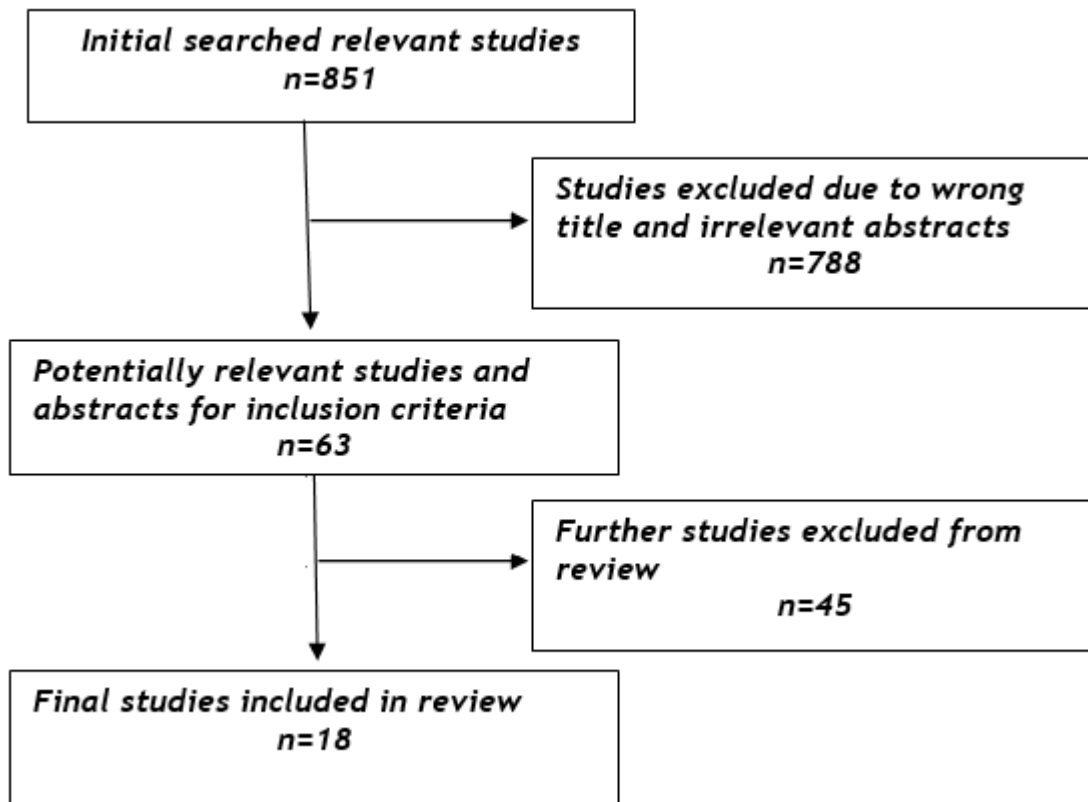 Initial searched relevant studies
n=851
Studies excluded due to wrong
title and irrelevant abstracts
n=788
Potentially relevant studies and
abstracts for inclusion criteria
n=63
Further studies excluded from
review
n=45
Final studies included in review
n=18